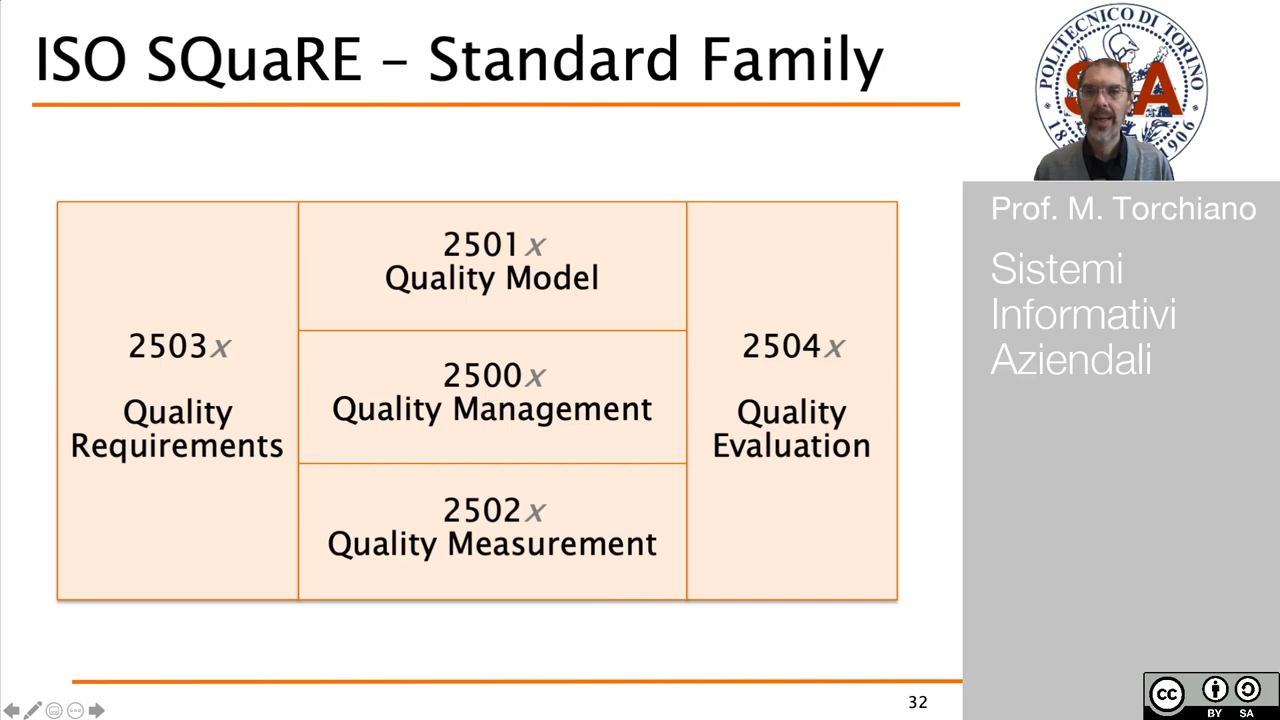 ISO SQuaRE – Standard Family
2503x
Quality
Requirements
2501x
Quality Model
2500x
Quality Management
2502x
Quality Measurement
2504x
Quality
Evaluation
32
POLITECNICO DI TORINO
Prof. M. Torchiano
Sistemi
Informativi
Aziendali
cc
BY SA